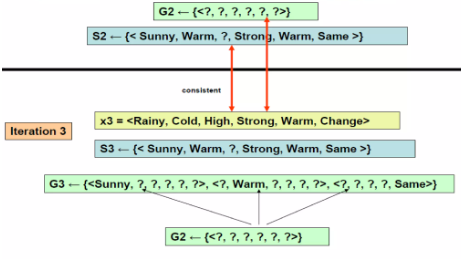 G2 ← {<?, ?, ?, ?, ?, ?>}
S2 ← {< Sunny, Warm, ?, Strong, Warm, Same >}
consistent
x3 = <Rainy, Cold, High, Strong, Warm, Change>
Iteration 3
S3 ← {< Sunny, Warm, ?, Strong, Warm, Same >}
G3 ← {<Sunny, ?, ?, ?, ?, ?>, <?, Warm, ?, ?, ?, ?>, <?, ?, ?, ?, Same>}
G2 ← {<?, ?, ?, ?, ?, ?>}